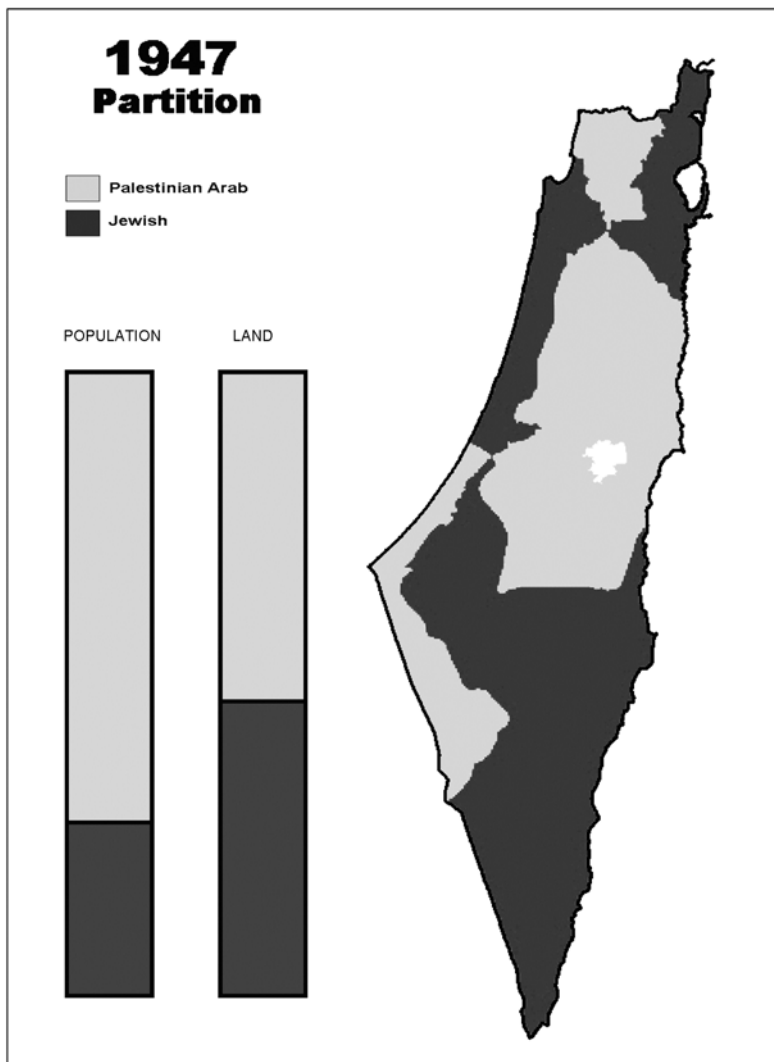 1947
Partition
Palestinian Arab
Jewish
POPULATION
LAND